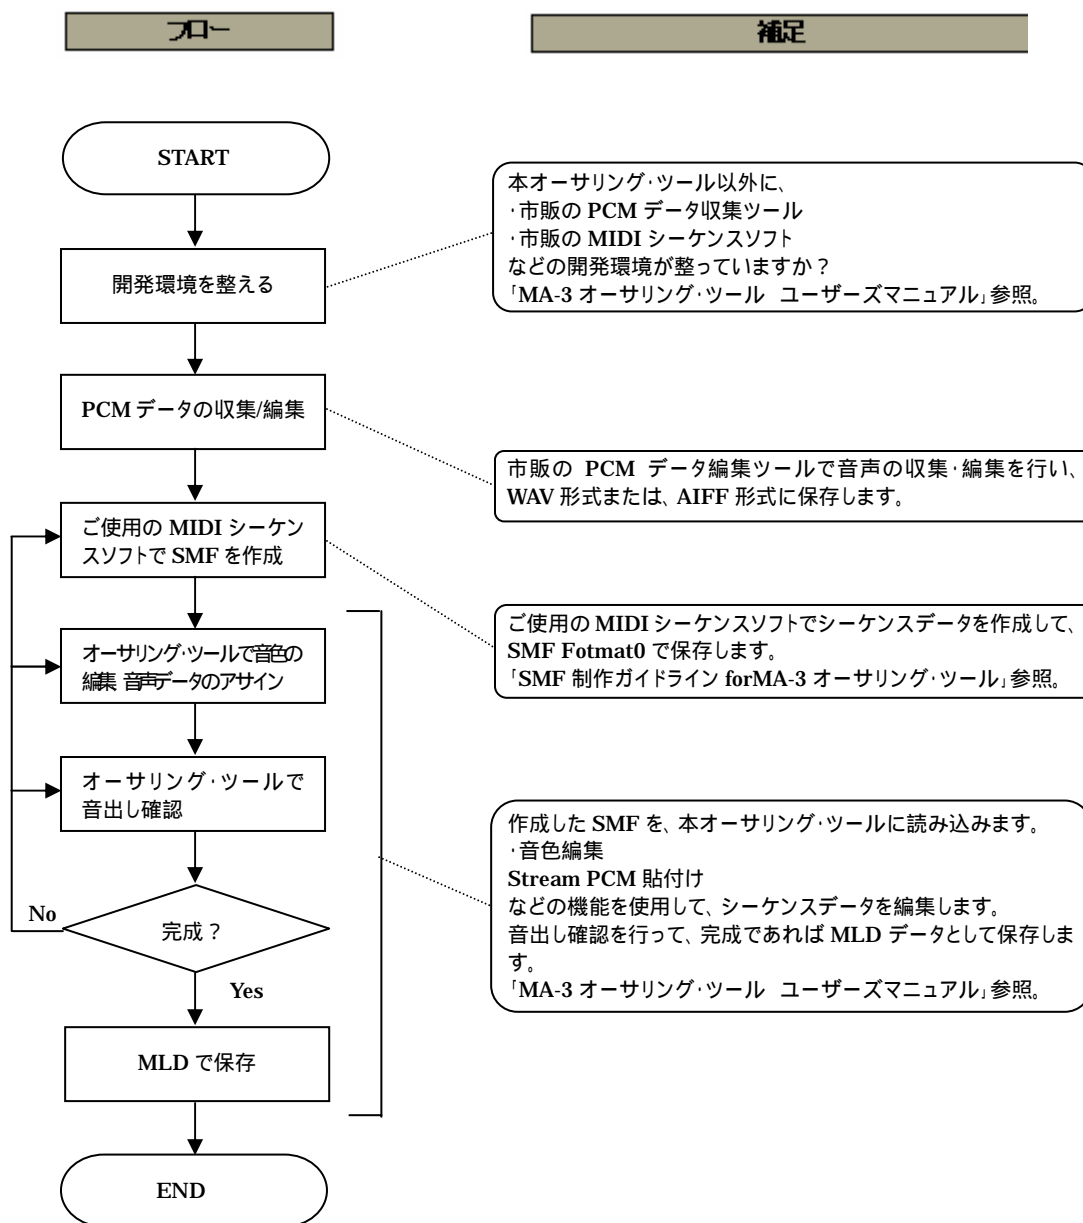 フロー
補足
START
本オーサリング・ツール以外に、
・市販の PCM データ収集ツール
・市販の MIDI シーケンスソフト
などの開発環境が整っていますか？
「MA-3 オーサリング・ツール　ユーザーズマニュアル」参照。
開発環境を整える
PCM データの収集/編集
市販の PCM データ編集ツールで音声の収集・編集を行い、
WAV 形式または、AIFF 形式に保存します。
ご使用の MIDI シーケン
スソフトで SMF を作成
ご使用の MIDI シーケンスソフトでシーケンスデータを作成して、
SMF Fotmat0 で保存します。
「SMF 制作ガイドライン forMA-3 オーサリング・ツール」参照。
オーサリング・ツールで音色の
編集、音声データのアサイン
オーサリング・ツールで
音出し確認
作成した SMF を、本オーサリング・ツールに読み込みます。
・音色編集
Stream PCM 貼付け
などの機能を使用して、シーケンスデータを編集します。
音出し確認を行って、完成であれば MLD データとして保存しま
す。
「MA-3 オーサリング・ツール　ユーザーズマニュアル」参照。
No
完成？
Yes
MLD で保存
END